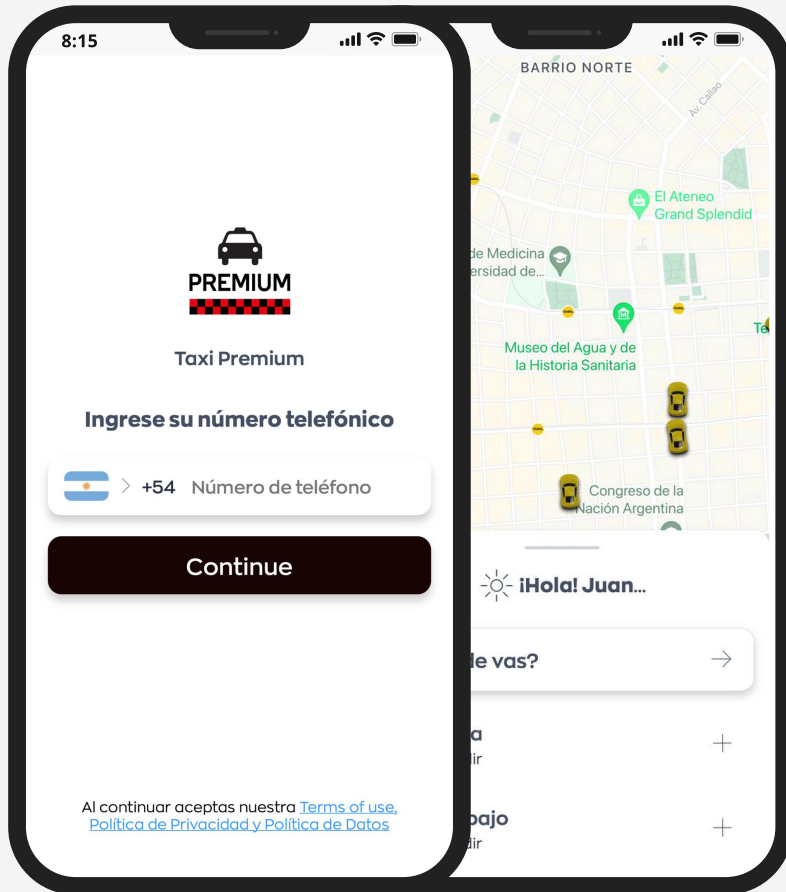 8:15
PREMIUM
Taxi Premium
Ingrese su número telefónico
+54 Número de teléfono
Continue
Al continuar aceptas nuestra Terms of use,
Política de Privacidad y Política de Datos
BARRIO NORTE
Av. Callao
El Ateneo
Grand Splendid
de Medicina
ersidad de...
Museo del Agua y de
la Historia Sanitaria
Te
Congreso de la
Nación Argentina
¡Hola! Juan...
de vas?
a
dir
bajo
dir